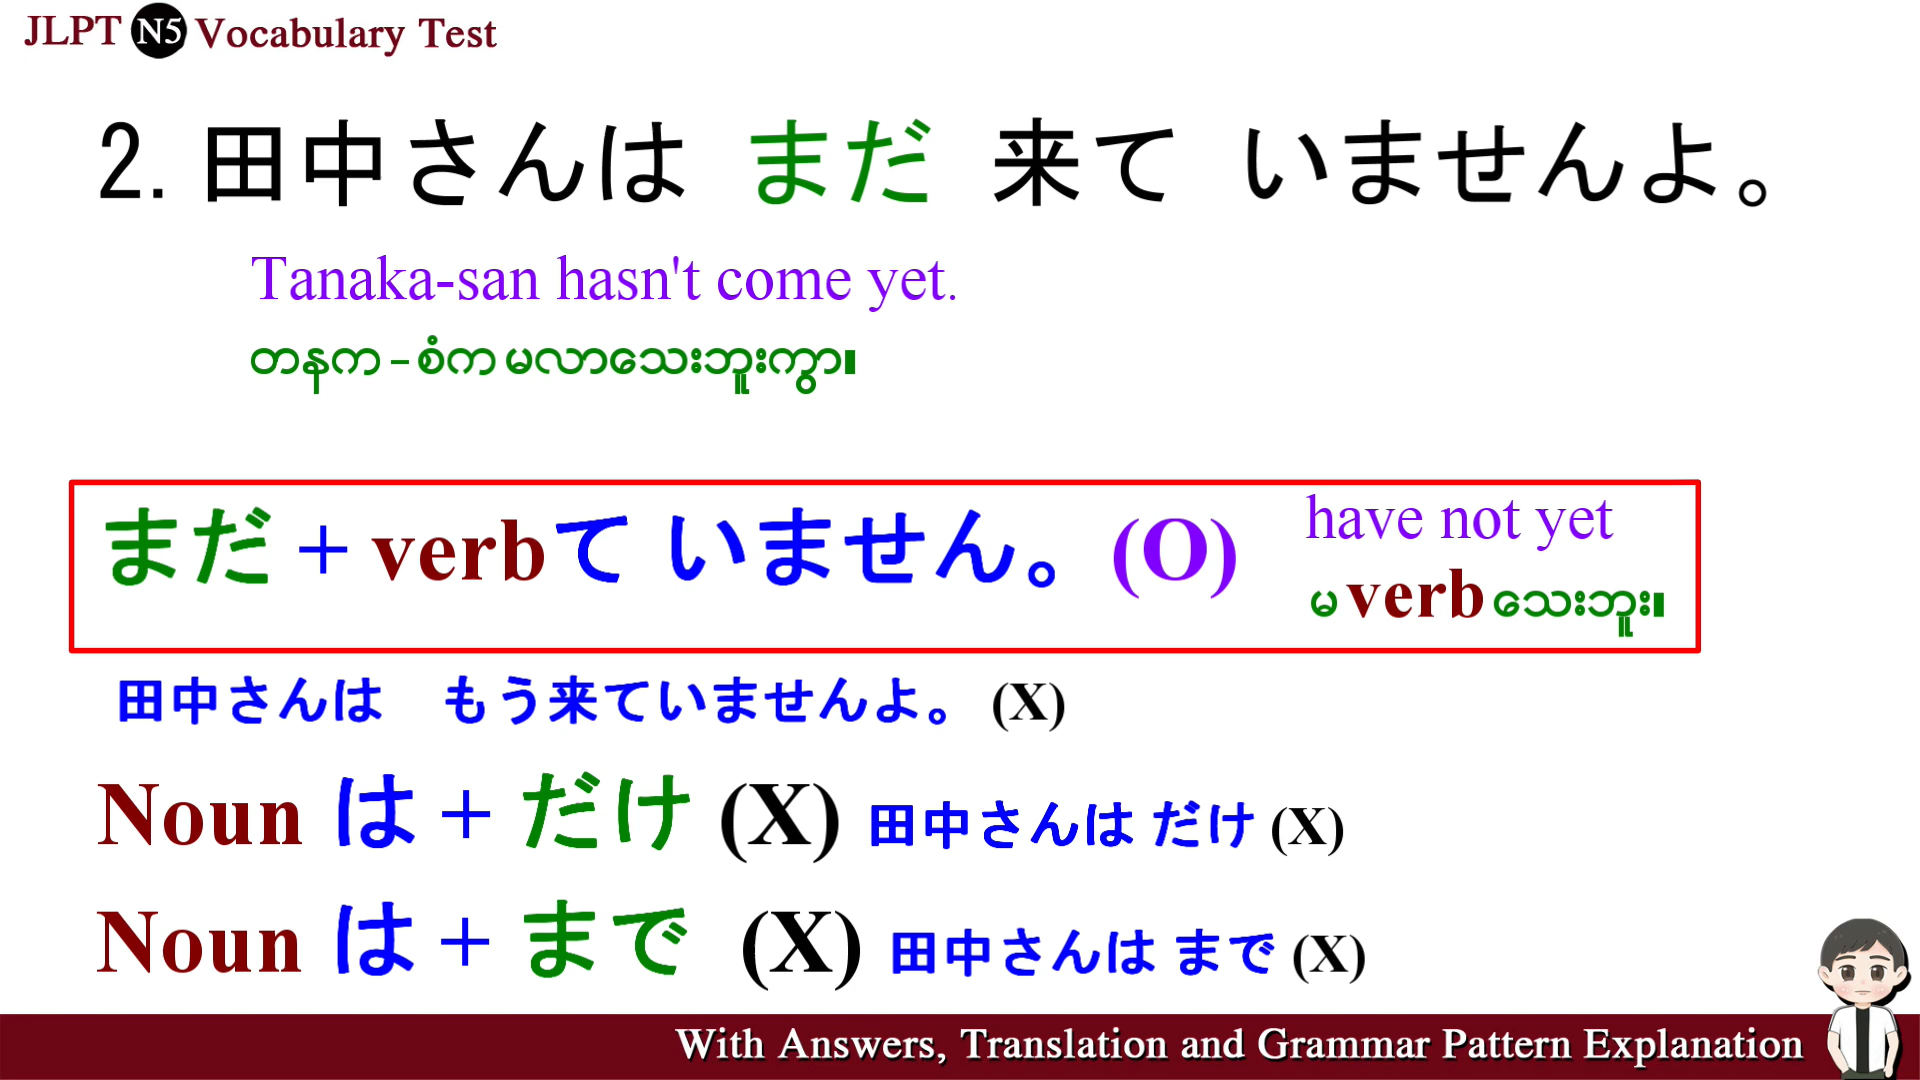 JLPT N5 Vocabulary Test
2. 田中さんは まだ 来て いませんよ。
Tanaka-san hasn't come yet.
တနက – စံက မလာသေးဘူးကွာ။
まだ + verbて いません。 (O)
have not yet
မ verb သေးဘူး။
田中さんは もう来ていませんよ。 (X)
Noun は + だけ (X) 田中さんは だけ (X)
Noun は + まで (X) 田中さんは まで (X)
With Answers, Translation and Grammar Pattern Explanation